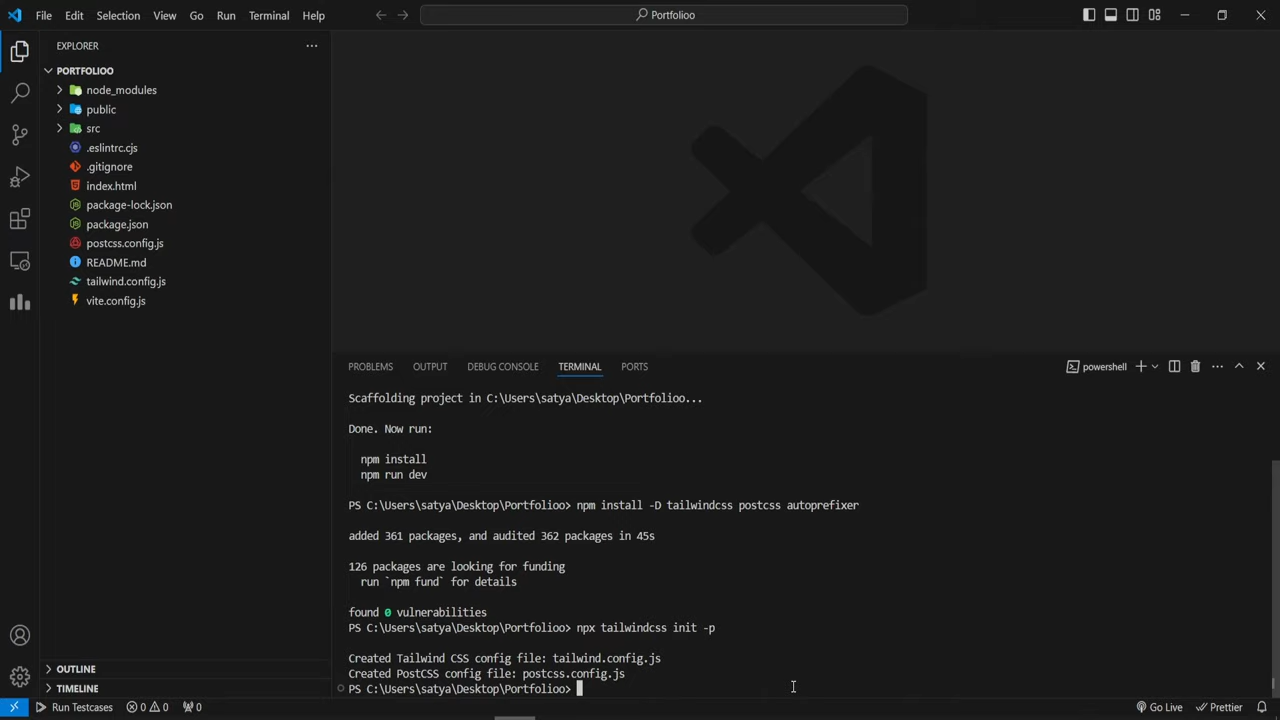 File Edit Selection View Go Run Terminal Help
Portfolioo
EXPLORER
PORTFOLIOO
node_modules
public
src
.eslintrc.cjs
.gitignore
index.html
package-lock.json
package.json
postcss.config.js
README.md
tailwind.config.js
vite.config.js
OUTLINE
TIMELINE
PROBLEMS OUTPUT DEBUG CONSOLE TERMINAL PORTS
powershell
Scaffolding project in C:\Users\satya\Desktop\Portfolioo...
Done. Now run:
npm install
npm run dev
PS C:\Users\satya\Desktop\Portfolioo> npm install -D tailwindcss postcss autoprefixer
added 361 packages, and audited 362 packages in 45s
126 packages are looking for funding
run `npm fund` for details
found 0 vulnerabilities
PS C:\Users\satya\Desktop\Portfolioo> npx tailwindcss init -p
Created Tailwind CSS config file: tailwind.config.js
Created PostCSS config file: postcss.config.js
PS C:\Users\satya\Desktop\Portfolioo>
Run Testcases 0 0 0 Go Live Prettier